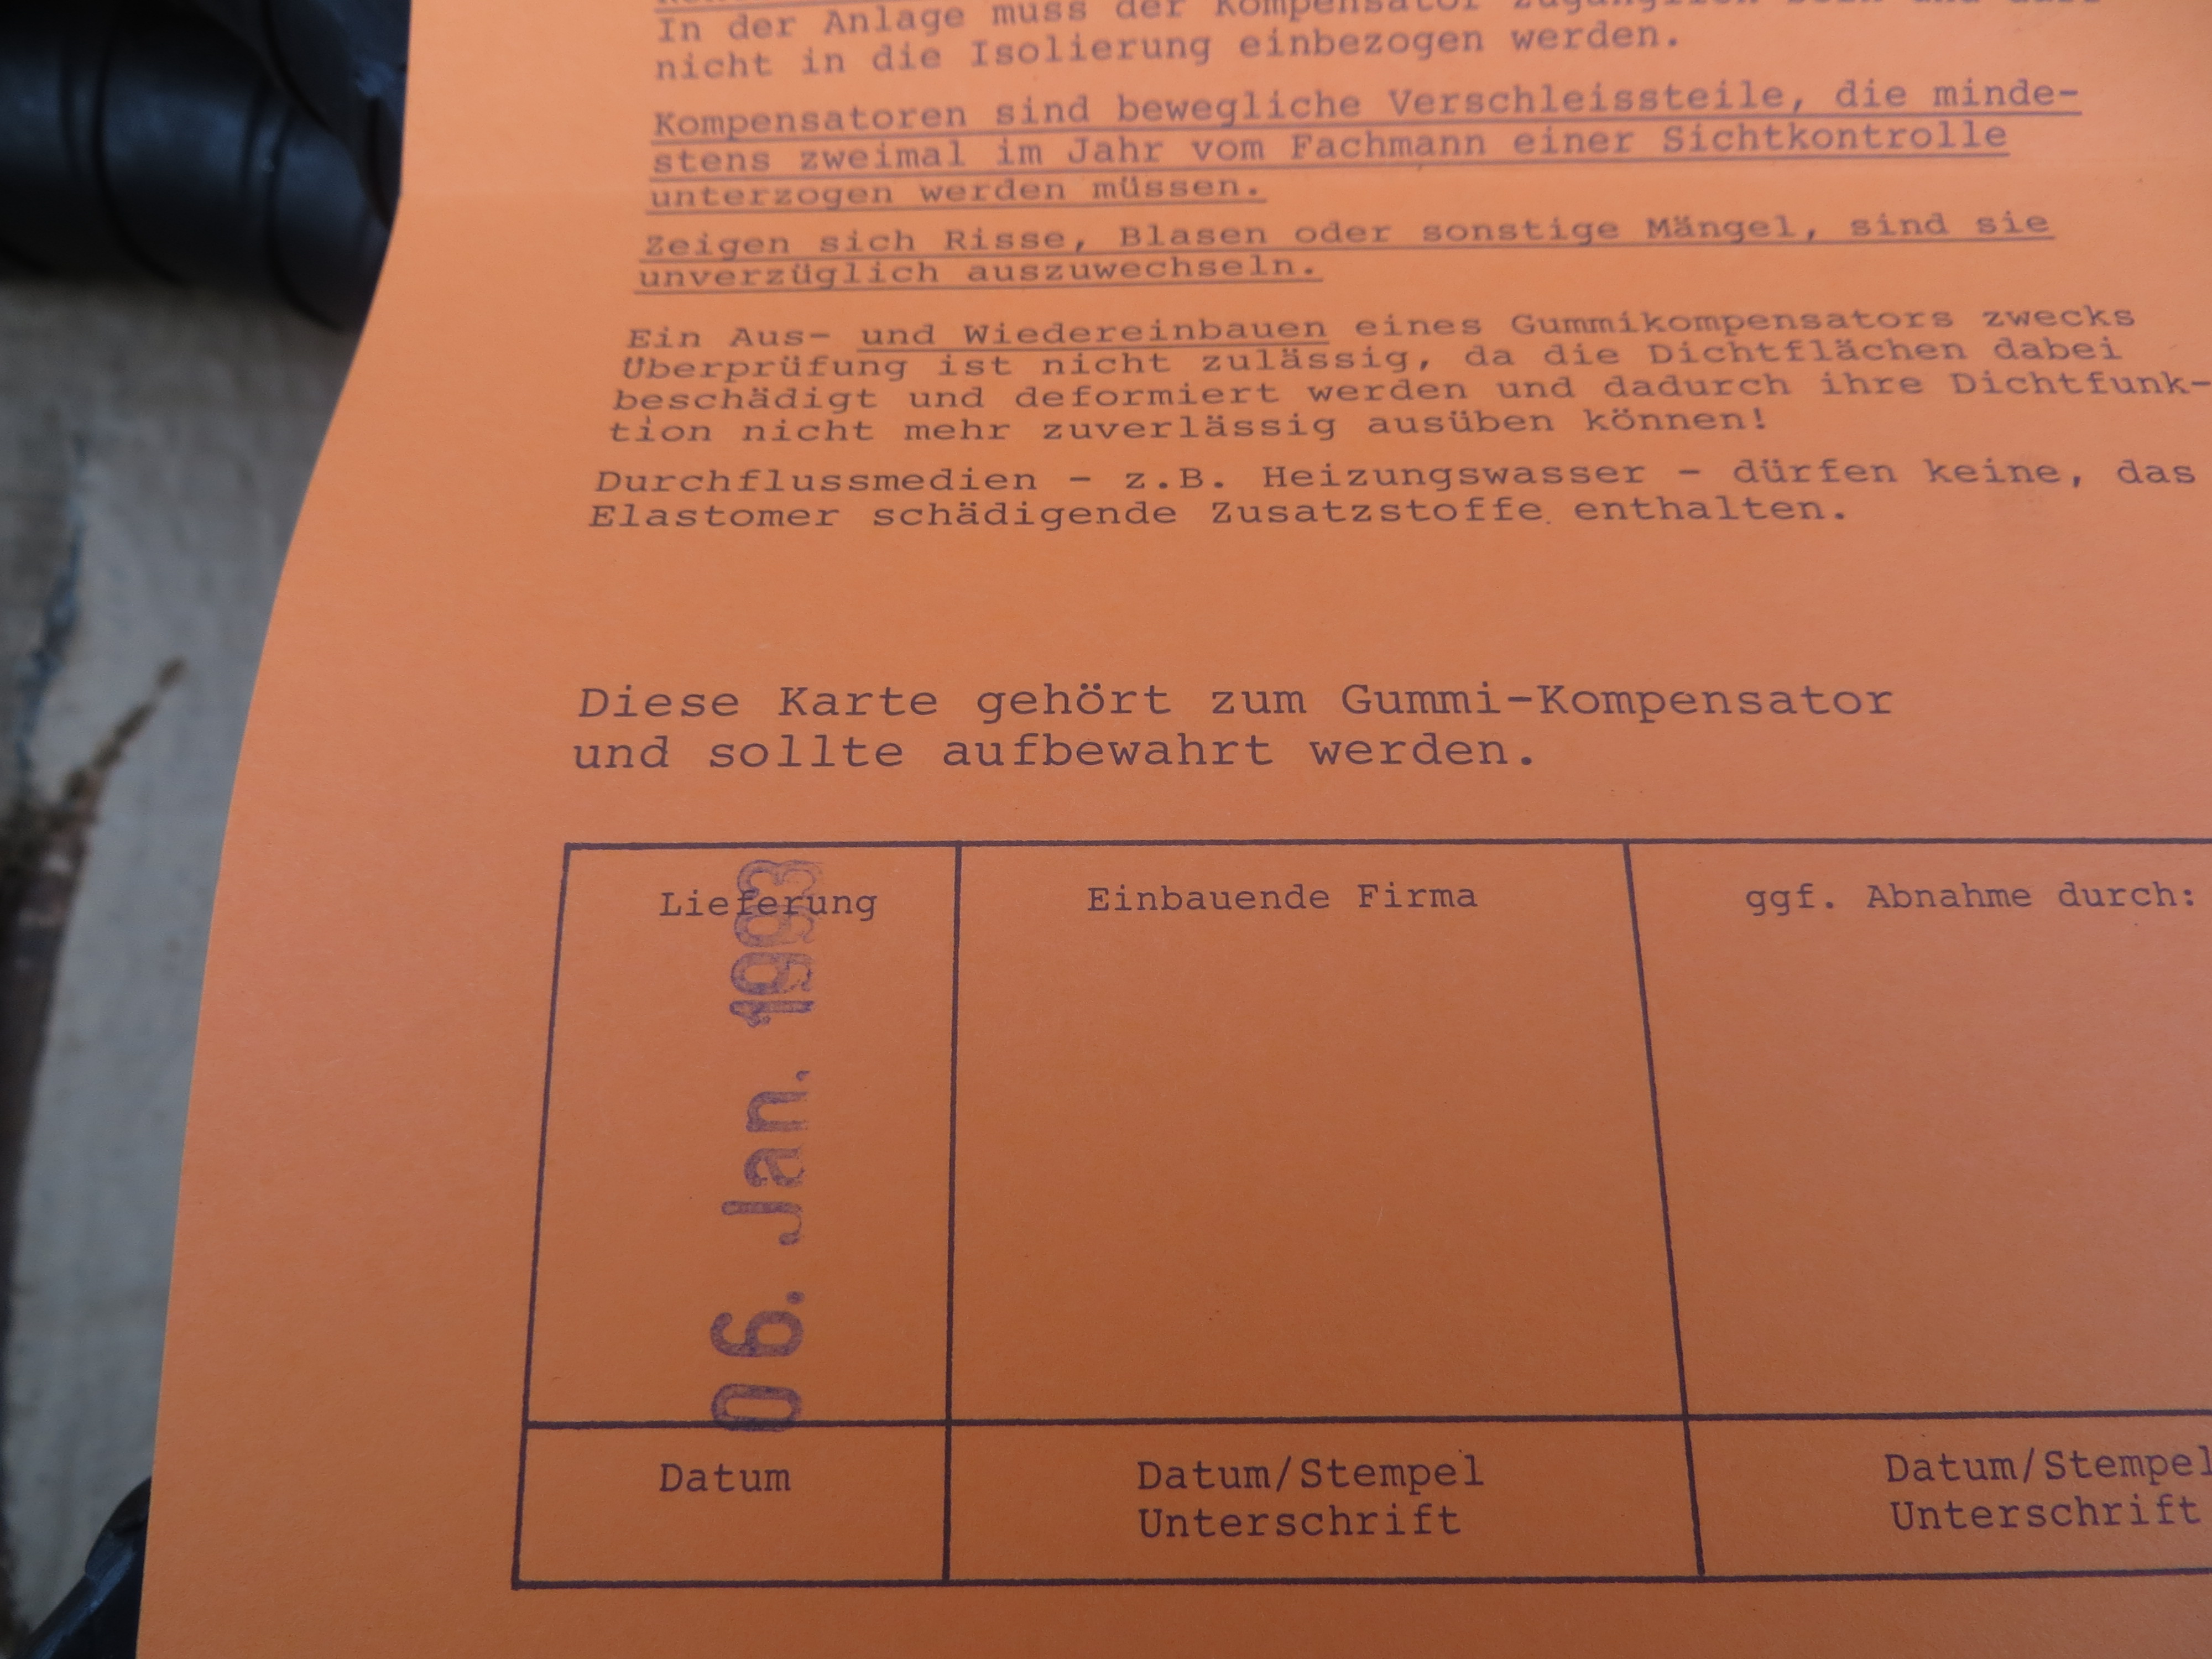 In der Anlage muss der Kompensator zugänglich sein und darf
nicht in die Isolierung einbezogen werden.
Kompensatoren sind bewegliche Verschleissteile, die minde-
stens zweimal im Jahr vom Fachmann einer Sichtkontrolle
unterzogen werden müssen.
Zeigen sich Risse, Blasen oder sonstige Mängel, sind sie
unverzüglich auszuwechseln.
Ein Aus- und Wiedereinbauen eines Gummikompensators zwecks
Überprüfung ist nicht zulässig, da die Dichtflächen dabei
beschädigt und deformiert werden und dadurch ihre Dichtfunk-
tion nicht mehr zuverlässig ausüben können!
Durchflussmedien - z.B. Heizungswasser - dürfen keine, das
Elastomer schädigende Zusatzstoffe enthalten.
Diese Karte gehört zum Gummi-Kompensator
und sollte aufbewahrt werden.
Lieferung
Einbauende Firma
ggf. Abnahme durch:
06. Jan. 1993
Datum
Datum/Stempel
Unterschrift
Datum/Stempel
Unterschrift